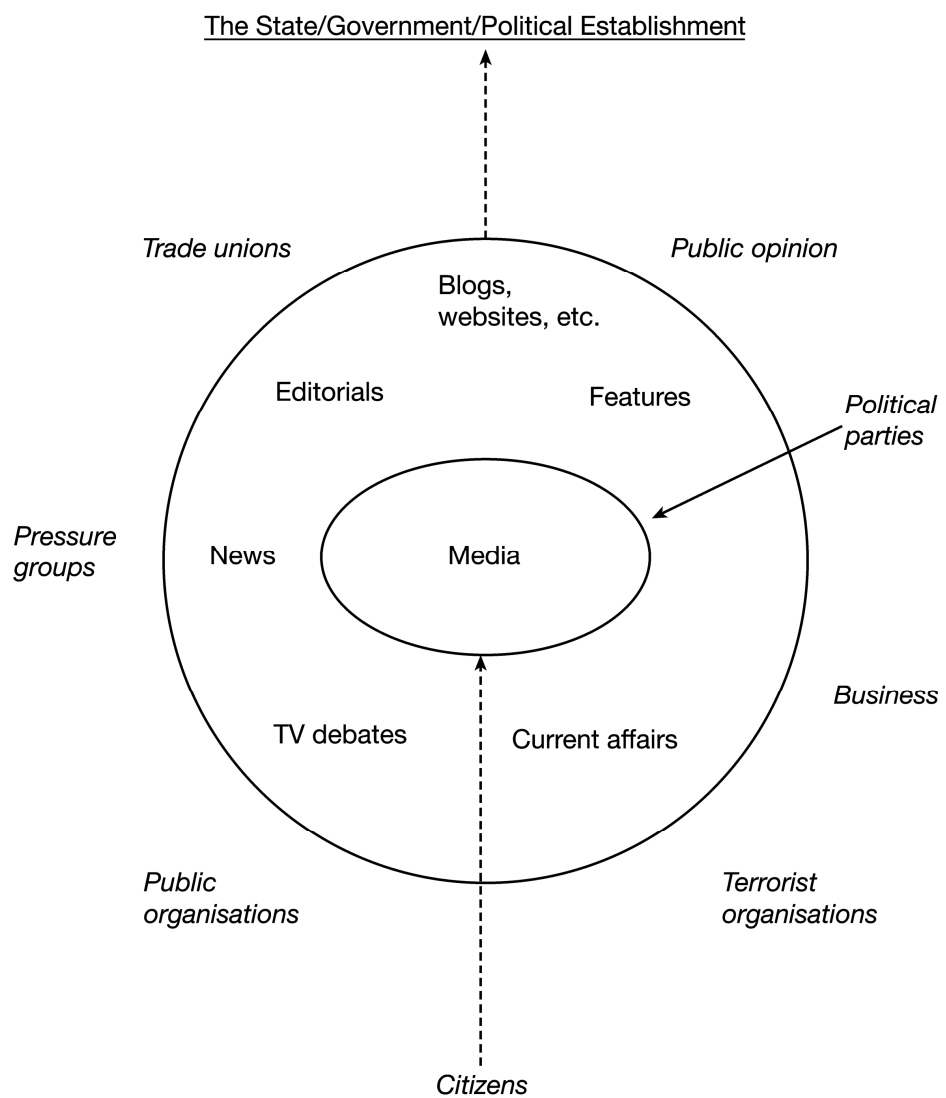 The State/Government/Political Establishment
Trade unions
Public opinion
Blogs,
websites, etc.
Editorials
Features
Political
parties
Pressure
groups
News
Media
Business
TV debates
Current affairs
Public
organisations
Terrorist
organisations
Citizens